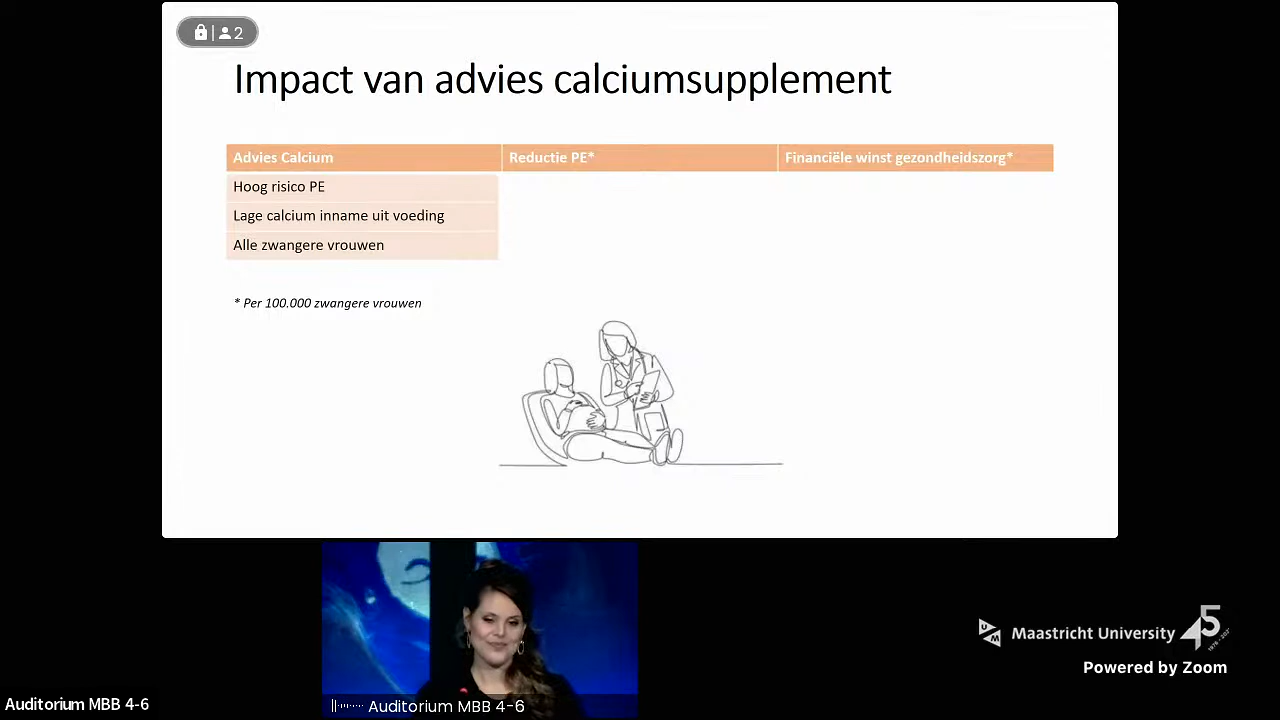 2
Impact van advies calciumsupplement
Advies Calcium Reductie PE* Financiële winst gezondheidszorg*
Hoog risico PE
Lage calcium inname uit voeding
Alle zwangere vrouwen
* Per 100.000 zwangere vrouwen
UM Maastricht University 45
Powered by Zoom
Auditorium MBB 4-6
Auditorium MBB 4-6